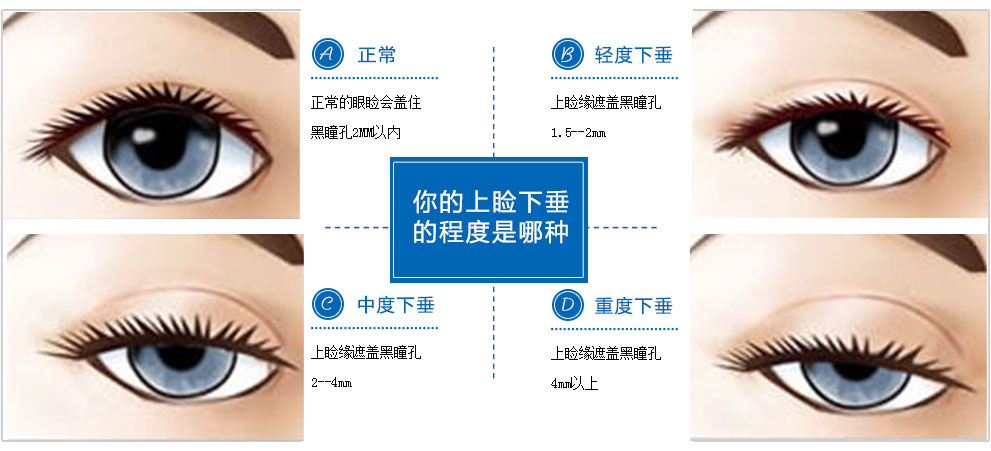 A 正常
正常的眼睑会盖住
黑瞳孔2MM以内
B 轻度下垂
上睑缘遮盖黑瞳孔
1.5--2mm
你的上睑下垂
的程度是哪种
C 中度下垂
上睑缘遮盖黑瞳孔
2--4mm
D 重度下垂
上睑缘遮盖黑瞳孔
4mm以上